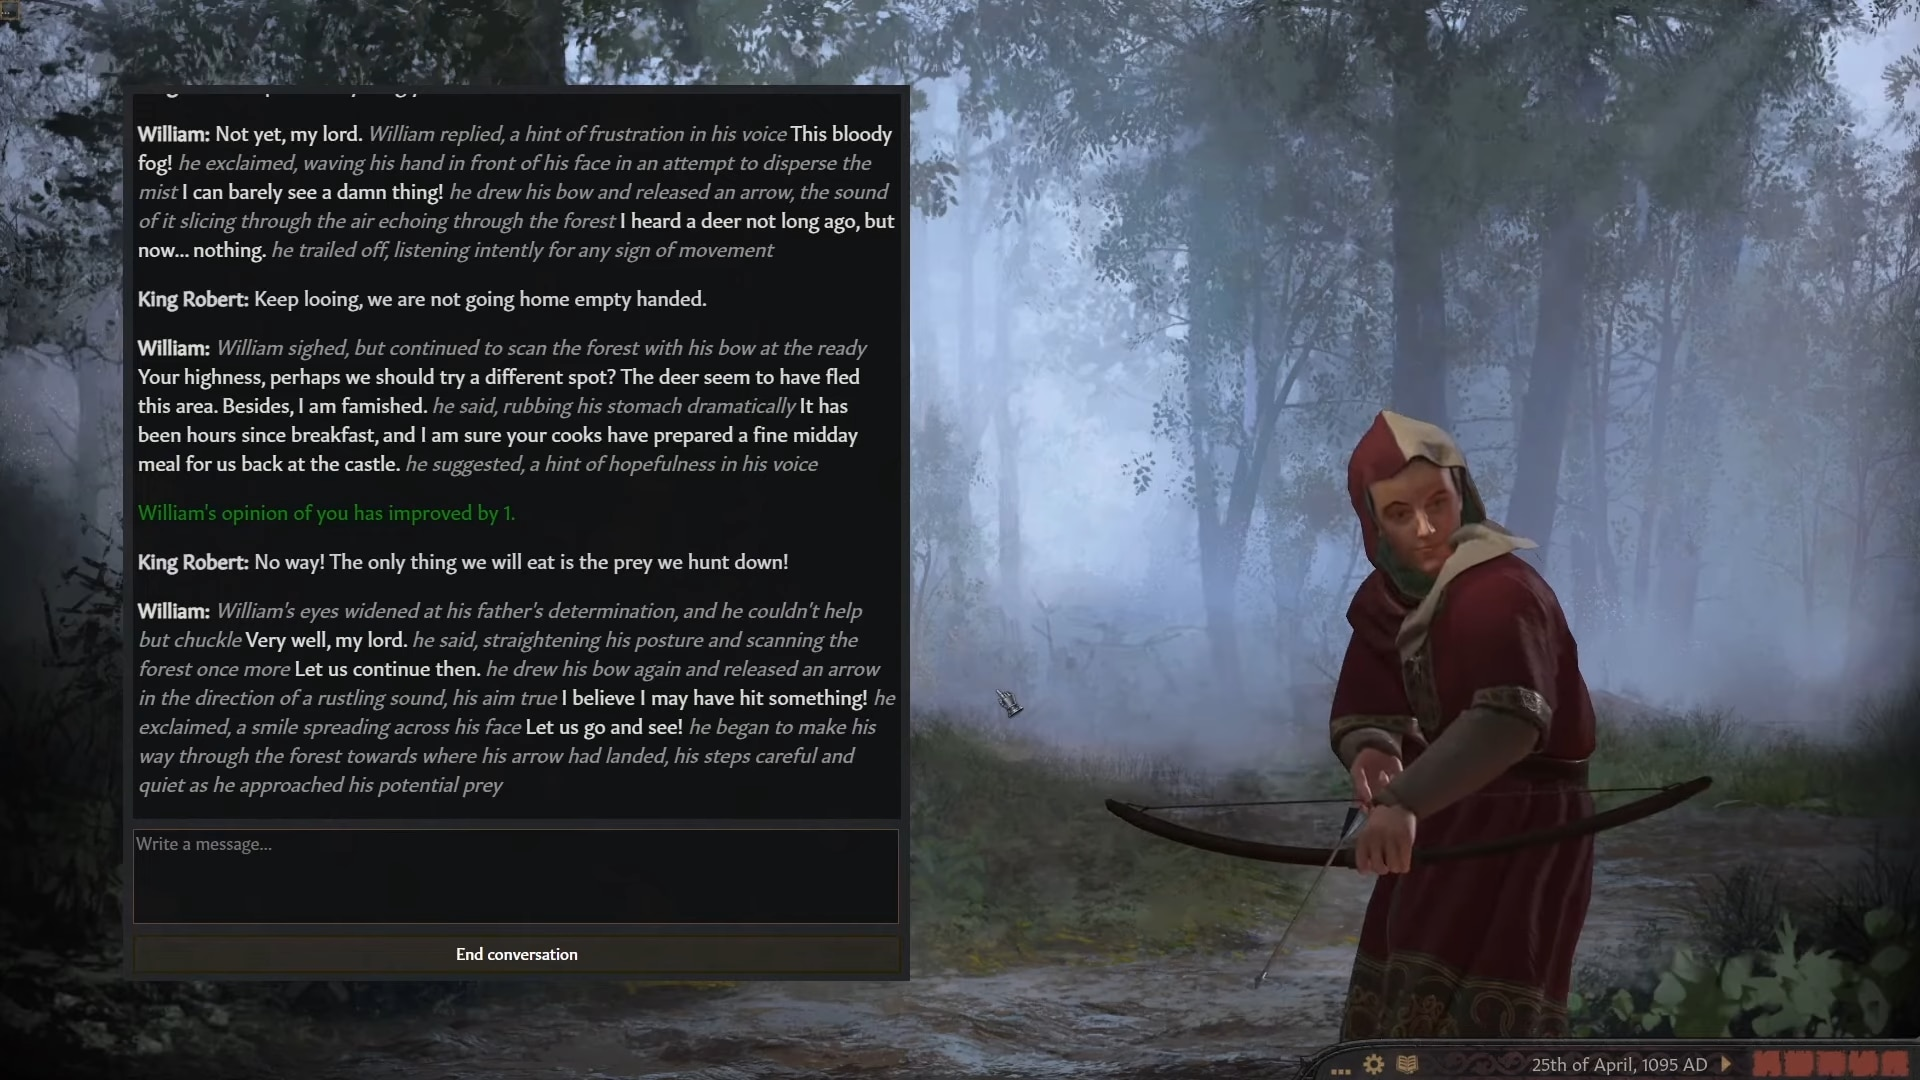 William: Not yet, my lord. William replied, a hint of frustration in his voice This bloody
fog! he exclaimed, waving his hand in front of his face in an attempt to disperse the
mist I can barely see a damn thing! he drew his bow and released an arrow, the sound
of it slicing through the air echoing through the forest I heard a deer not long ago, but
now... nothing. he trailed off, listening intently for any sign of movement
King Robert: Keep looing, we are not going home empty handed.
William: William sighed, but continued to scan the forest with his bow at the ready
Your highness, perhaps we should try a different spot? The deer seem to have fled
this area. Besides, I am famished. he said, rubbing his stomach dramatically It has
been hours since breakfast, and I am sure your cooks have prepared a fine midday
meal for us back at the castle. he suggested, a hint of hopefulness in his voice
William's opinion of you has improved by 1.
King Robert: No way! The only thing we will eat is the prey we hunt down!
William: William's eyes widened at his father's determination, and he couldn't help
but chuckle Very well, my lord. he said, straightening his posture and scanning the
forest once more Let us continue then. he drew his bow again and released an arrow
in the direction of a rustling sound, his aim true I believe I may have hit something! he
exclaimed, a smile spreading across his face Let us go and see! he began to make his
way through the forest towards where his arrow had landed, his steps careful and
quiet as he approached his potential prey
Write a message...
End conversation
25th of April, 1095 AD